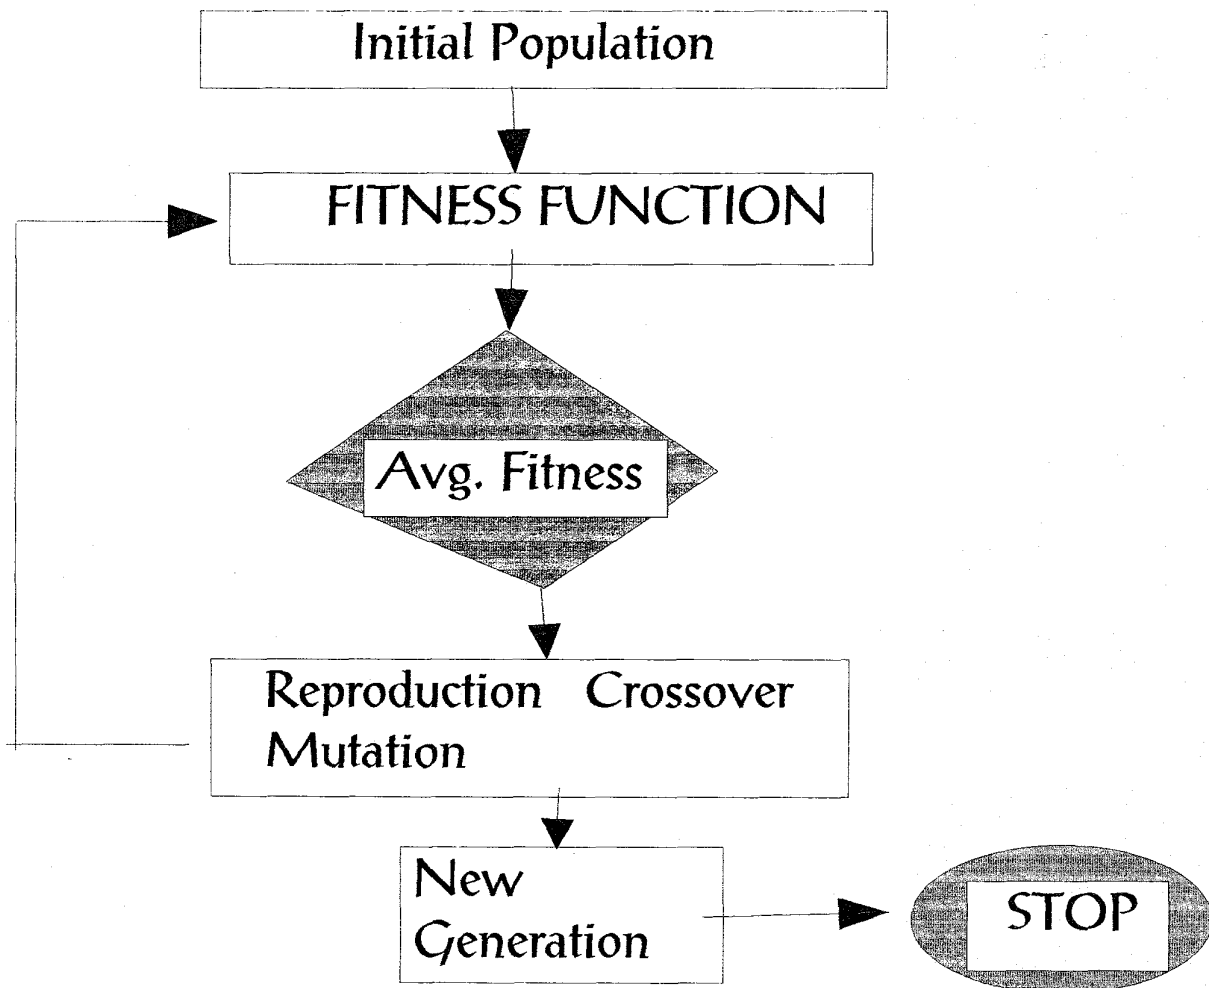 Initial Population
FITNESS FUNCTION
Avg. Fitness
Reproduction Crossover
Mutation
New
Generation
STOP